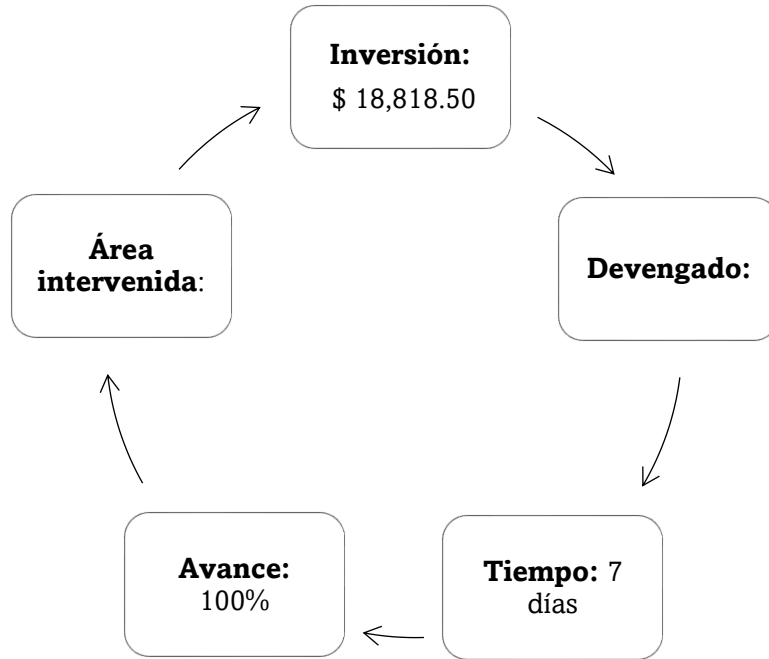 Inversión:
$ 18,818.50
Devengado:
Tiempo: 7
días
Avance:
100%
Área
intervenida: